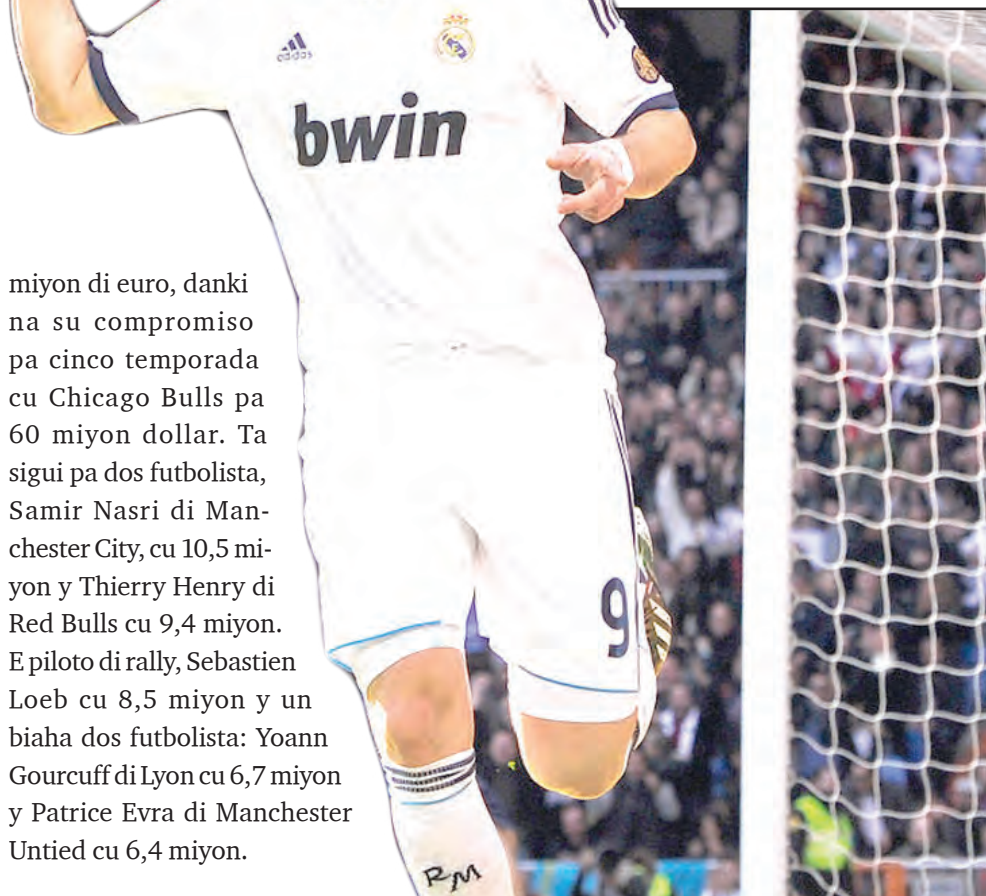 adidas
bwin
miyon di euro, danki
na su compromiso
pa cinco temporada
cu Chicago Bulls pa
60 miyon dollar. Ta
sigui pa dos futbolista,
Samir Nasri di Man-
chester City, cu 10,5 mi-
yon y Thierry Henry di
Red Bulls cu 9,4 miyon.
E piloto di rally, Sebastien
Loeb cu 8,5 miyon y un
biaha dos futbolista: Yoann
Gourcuff di Lyon cu 6,7 miyon
y Patrice Evra di Manchester
Untied cu 6,4 miyon.
9
RM